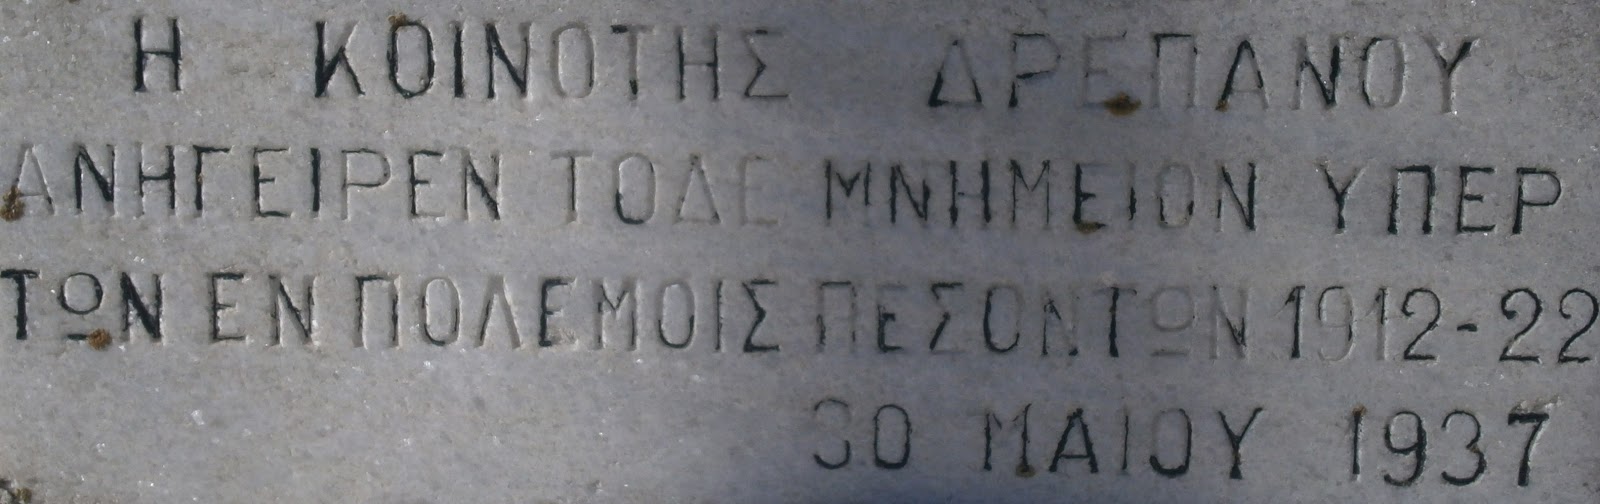 Η ΚΟΙΝΟΤΗΣ ΔΡΕΠΑΝΟΥ
ΑΝΗΓΕΙΡΕΝ ΤΟΔΕ ΜΝΗΜΕΙΟΝ ΥΠΕΡ
ΤΩΝ ΕΝ ΠΟΛΕΜΟΙΣ ΠΕΣΟΝΤΩΝ 1912-22
30 ΜΑΙΟΥ 1937